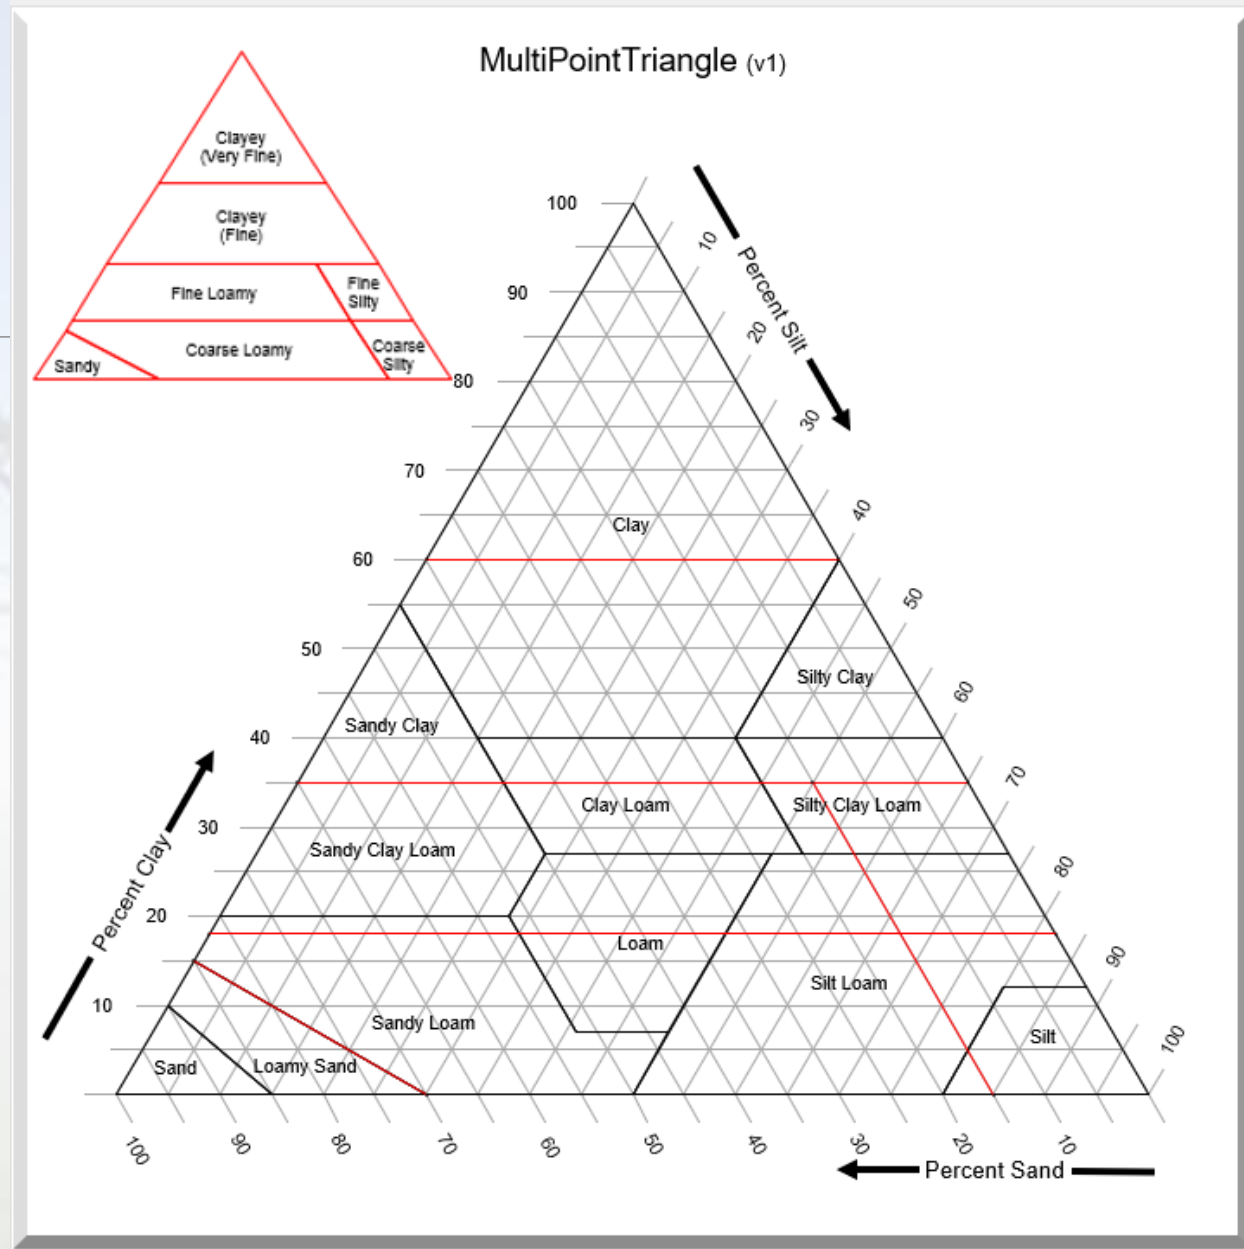 MultiPointTriangle (v1)
Clayey
(Very Fine)
Clayey
(Fine)
Fine Loamy
Fine
Silty
Coarse Loamy
Coarse
Silty
Sandy
100
90
80
70
60
50
40
30
20
10
Percent Clay
10
20
30
40
50
60
70
80
90
100
Percent Silt
Clay
Silty Clay
Sandy Clay
Clay Loam
Silty Clay Loam
Sandy Clay Loam
Loam
Silt Loam
Sandy Loam
Silt
Sand
Loamy Sand
100
90
80
70
60
50
40
30
20
10
Percent Sand